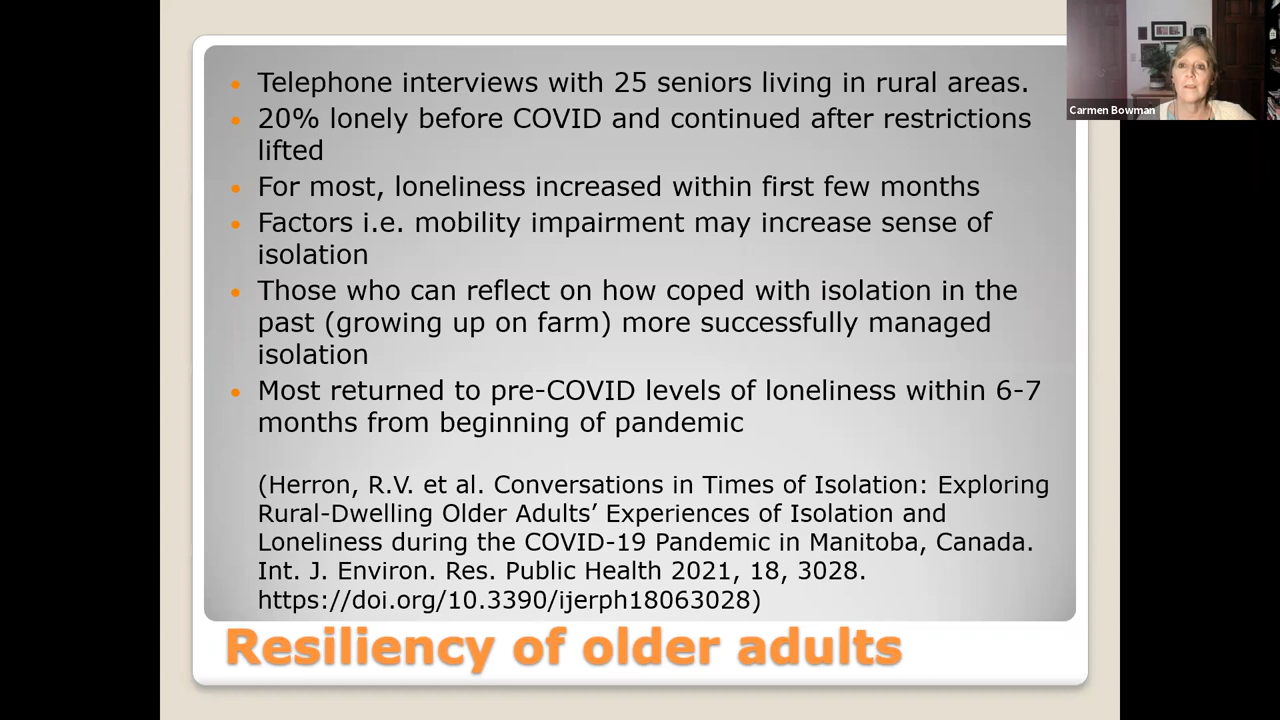 Telephone interviews with 25 seniors living in rural areas.
20% lonely before COVID and continued after restrictions
lifted
For most, loneliness increased within first few months
Factors i.e. mobility impairment may increase sense of
isolation
Those who can reflect on how coped with isolation in the
past (growing up on farm) more successfully managed
isolation
Most returned to pre-COVID levels of loneliness within 6-7
months from beginning of pandemic
(Herron, R.V. et al. Conversations in Times of Isolation: Exploring
Rural-Dwelling Older Adults’ Experiences of Isolation and
Loneliness during the COVID-19 Pandemic in Manitoba, Canada.
Int. J. Environ. Res. Public Health 2021, 18, 3028.
https://doi.org/10.3390/ijerph18063028)
Resiliency of older adults
Carmen Bowman